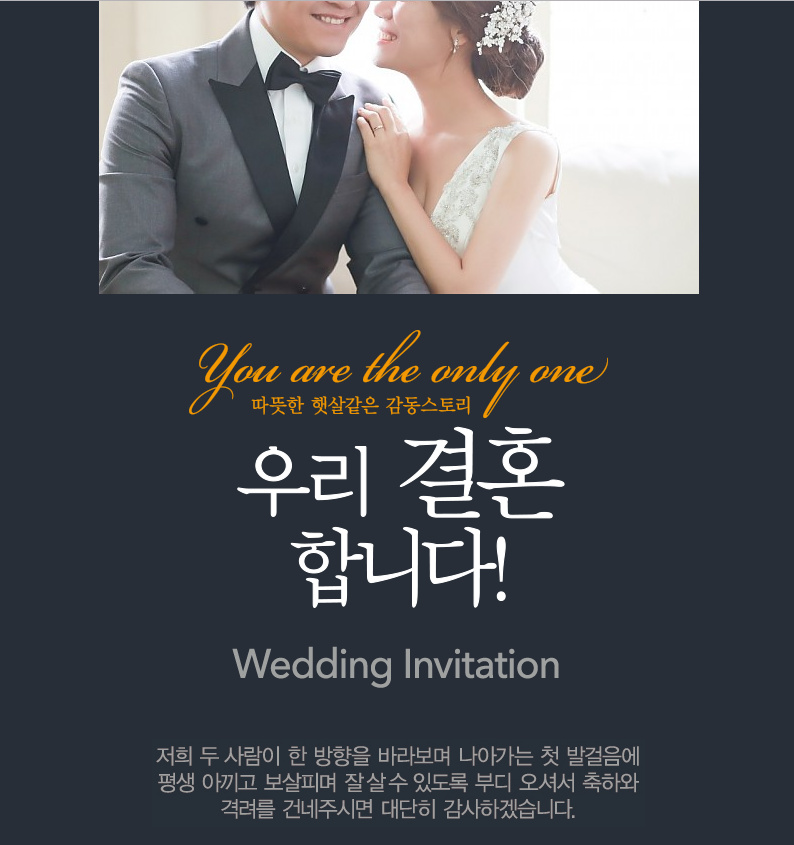 You are the only one
따뜻한 햇살같은 감동스토리
우리 결혼
합니다!
Wedding Invitation
저희 두 사람이 한 방향을 바라보며 나아가는 첫 발걸음에
평생 아끼고 보살피며 잘 살 수 있도록 부디 오셔서 축하와
격려를 건네주시면 대단히 감사하겠습니다.